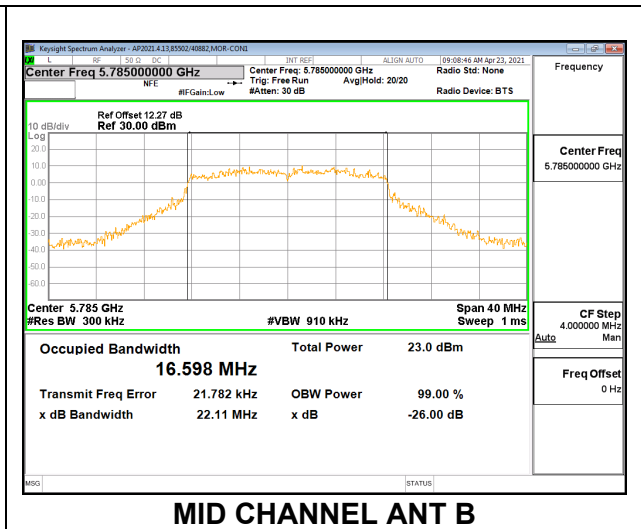 Keysight Spectrum Analyzer - AP2021.4.13,85502/40882,MOR-CON1
L RF 50 Ω DC INT REF ALIGN AUTO 09:08:46 AM Apr 23, 2021
Center Freq 5.785000000 GHz Center Freq: 5.785000000 GHz Radio Std: None Frequency
NFE Trig: Free Run Avg|Hold: 20/20
#IFGain:Low #Atten: 30 dB Radio Device: BTS
Ref Offset 12.27 dB
10 dB/div Ref 30.00 dBm
Log
20.0
10.0
0.00
-10.0
-20.0
-30.0
-40.0
-50.0
-60.0
Center Freq
5.785000000 GHz
Center 5.785 GHz Span 40 MHz
#Res BW 300 kHz #VBW 910 kHz Sweep 1 ms
CF Step
4.000000 MHz
Auto Man
Freq Offset
0 Hz
Occupied Bandwidth Total Power 23.0 dBm
16.598 MHz
Transmit Freq Error 21.782 kHz OBW Power 99.00 %
x dB Bandwidth 22.11 MHz x dB -26.00 dB
MSG STATUS
MID CHANNEL ANT B